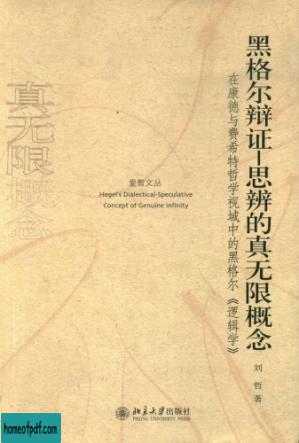 黑格尔辩证-思辨的真无限概念
在康德与费希特哲学视域中的黑格尔《逻辑学》
刘 哲 著
真无限概念
爱智文丛
Hegel's Dialectical-Speculative
Concept of Genuine Infinity
北京大学出版社
PEKING UNIVERSITY PRESS
homeofpdf.com